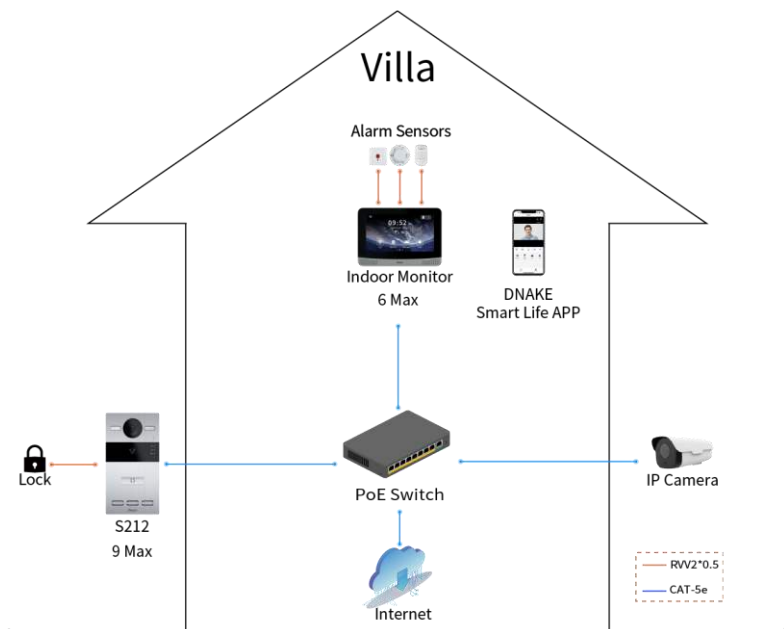 Villa
Alarm Sensors
09:52
Indoor Monitor
6 Max
DNAKE
Smart Life APP
Lock
S212
9 Max
PoE Switch
IP Camera
Internet
RVV2*0.5
CAT-5e